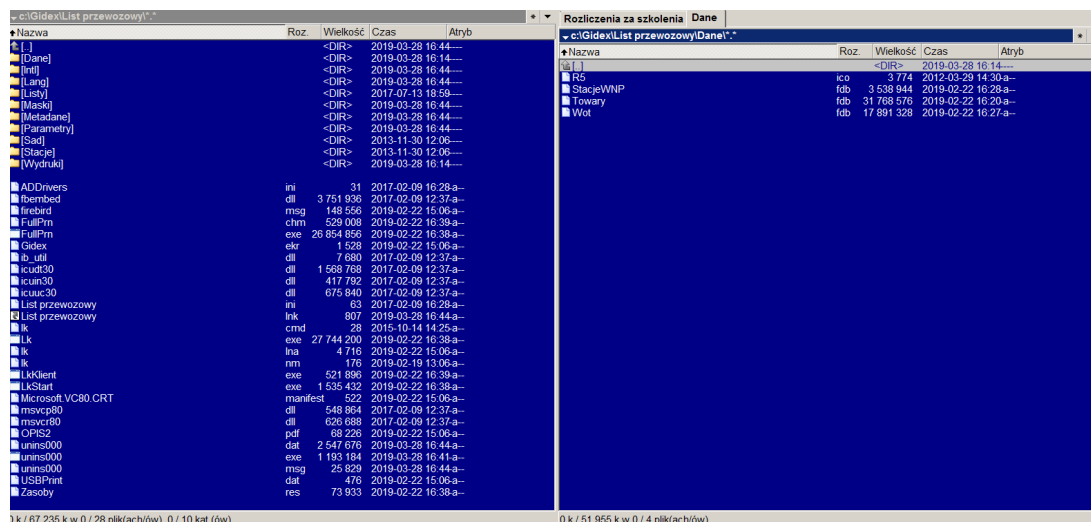 c:\Gidex\List przewozowy\*.*
Nazwa Roz. Wielkość Czas Atryb
[..] <DIR> 2019-03-28 16:44----
[Dane] <DIR> 2019-03-28 16:14----
[Intl] <DIR> 2019-03-28 16:44----
[Lang] <DIR> 2019-03-28 16:44----
[Listy] <DIR> 2017-07-13 18:59----
[Maski] <DIR> 2019-03-28 16:44----
[Metadane] <DIR> 2019-03-28 16:44----
[Parametry] <DIR> 2019-03-28 16:44----
[Sad] <DIR> 2013-11-30 12:06----
[Stacje] <DIR> 2013-11-30 12:06----
[Wydruki] <DIR> 2019-03-28 16:14----
ADDrivers ini 31 2017-02-09 16:28-a--
fbembed dll 3 751 936 2017-02-09 12:37-a--
firebird msg 148 556 2019-02-22 15:06-a--
FullPrn chm 529 008 2019-02-22 16:39-a--
FullPrn exe 26 854 856 2019-02-22 16:38-a--
Gidex ekr 1 528 2019-02-22 15:06-a--
ib_util dll 7 680 2017-02-09 12:37-a--
icudt30 dll 1 568 768 2017-02-09 12:37-a--
icuin30 dll 417 792 2017-02-09 12:37-a--
icuuc30 dll 675 840 2017-02-09 12:37-a--
List przewozowy ini 63 2017-02-09 16:28-a--
List przewozowy lnk 807 2019-03-28 16:44-a--
lk cmd 28 2015-10-14 14:25-a--
Lk exe 27 744 200 2019-02-22 16:38-a--
lk lna 4 716 2019-02-22 15:06-a--
lk nrn 176 2019-02-19 13:06-a--
LkKlient exe 521 896 2019-02-22 16:39-a--
LkStart exe 1 535 432 2019-02-22 16:38-a--
Microsoft.VC80.CRT manifest 522 2019-02-22 15:06-a--
msvcp80 dll 548 864 2017-02-09 12:37-a--
msvcr80 dll 626 688 2017-02-09 12:37-a--
OPIS2 pdf 68 226 2019-02-22 15:06-a--
unins000 dat 2 547 676 2019-03-28 16:44-a--
unins000 exe 1 193 184 2019-03-28 16:41-a--
unins000 msg 25 829 2019-03-28 16:44-a--
USBPrint dat 476 2019-02-22 15:06-a--
Zasoby res 73 933 2019-02-22 16:38-a--
0 k / 67 235 k w 0 / 28 plik(ach/ów), 0 / 10 kat.(ów)
Rozliczenia za szkolenia Dane
c:\Gidex\List przewozowy\Dane\*.*
Nazwa Roz. Wielkość Czas Atryb
[..] <DIR> 2019-03-28 16:14----
R5 ico 3 774 2012-03-29 14:30-a--
StacjeWNP fdb 3 538 944 2019-02-22 16:28-a--
Towary fdb 31 768 576 2019-02-22 16:20-a--
Wot fdb 17 891 328 2019-02-22 16:27-a--
0 k / 51 955 k w 0 / 4 plik(ach/ów)